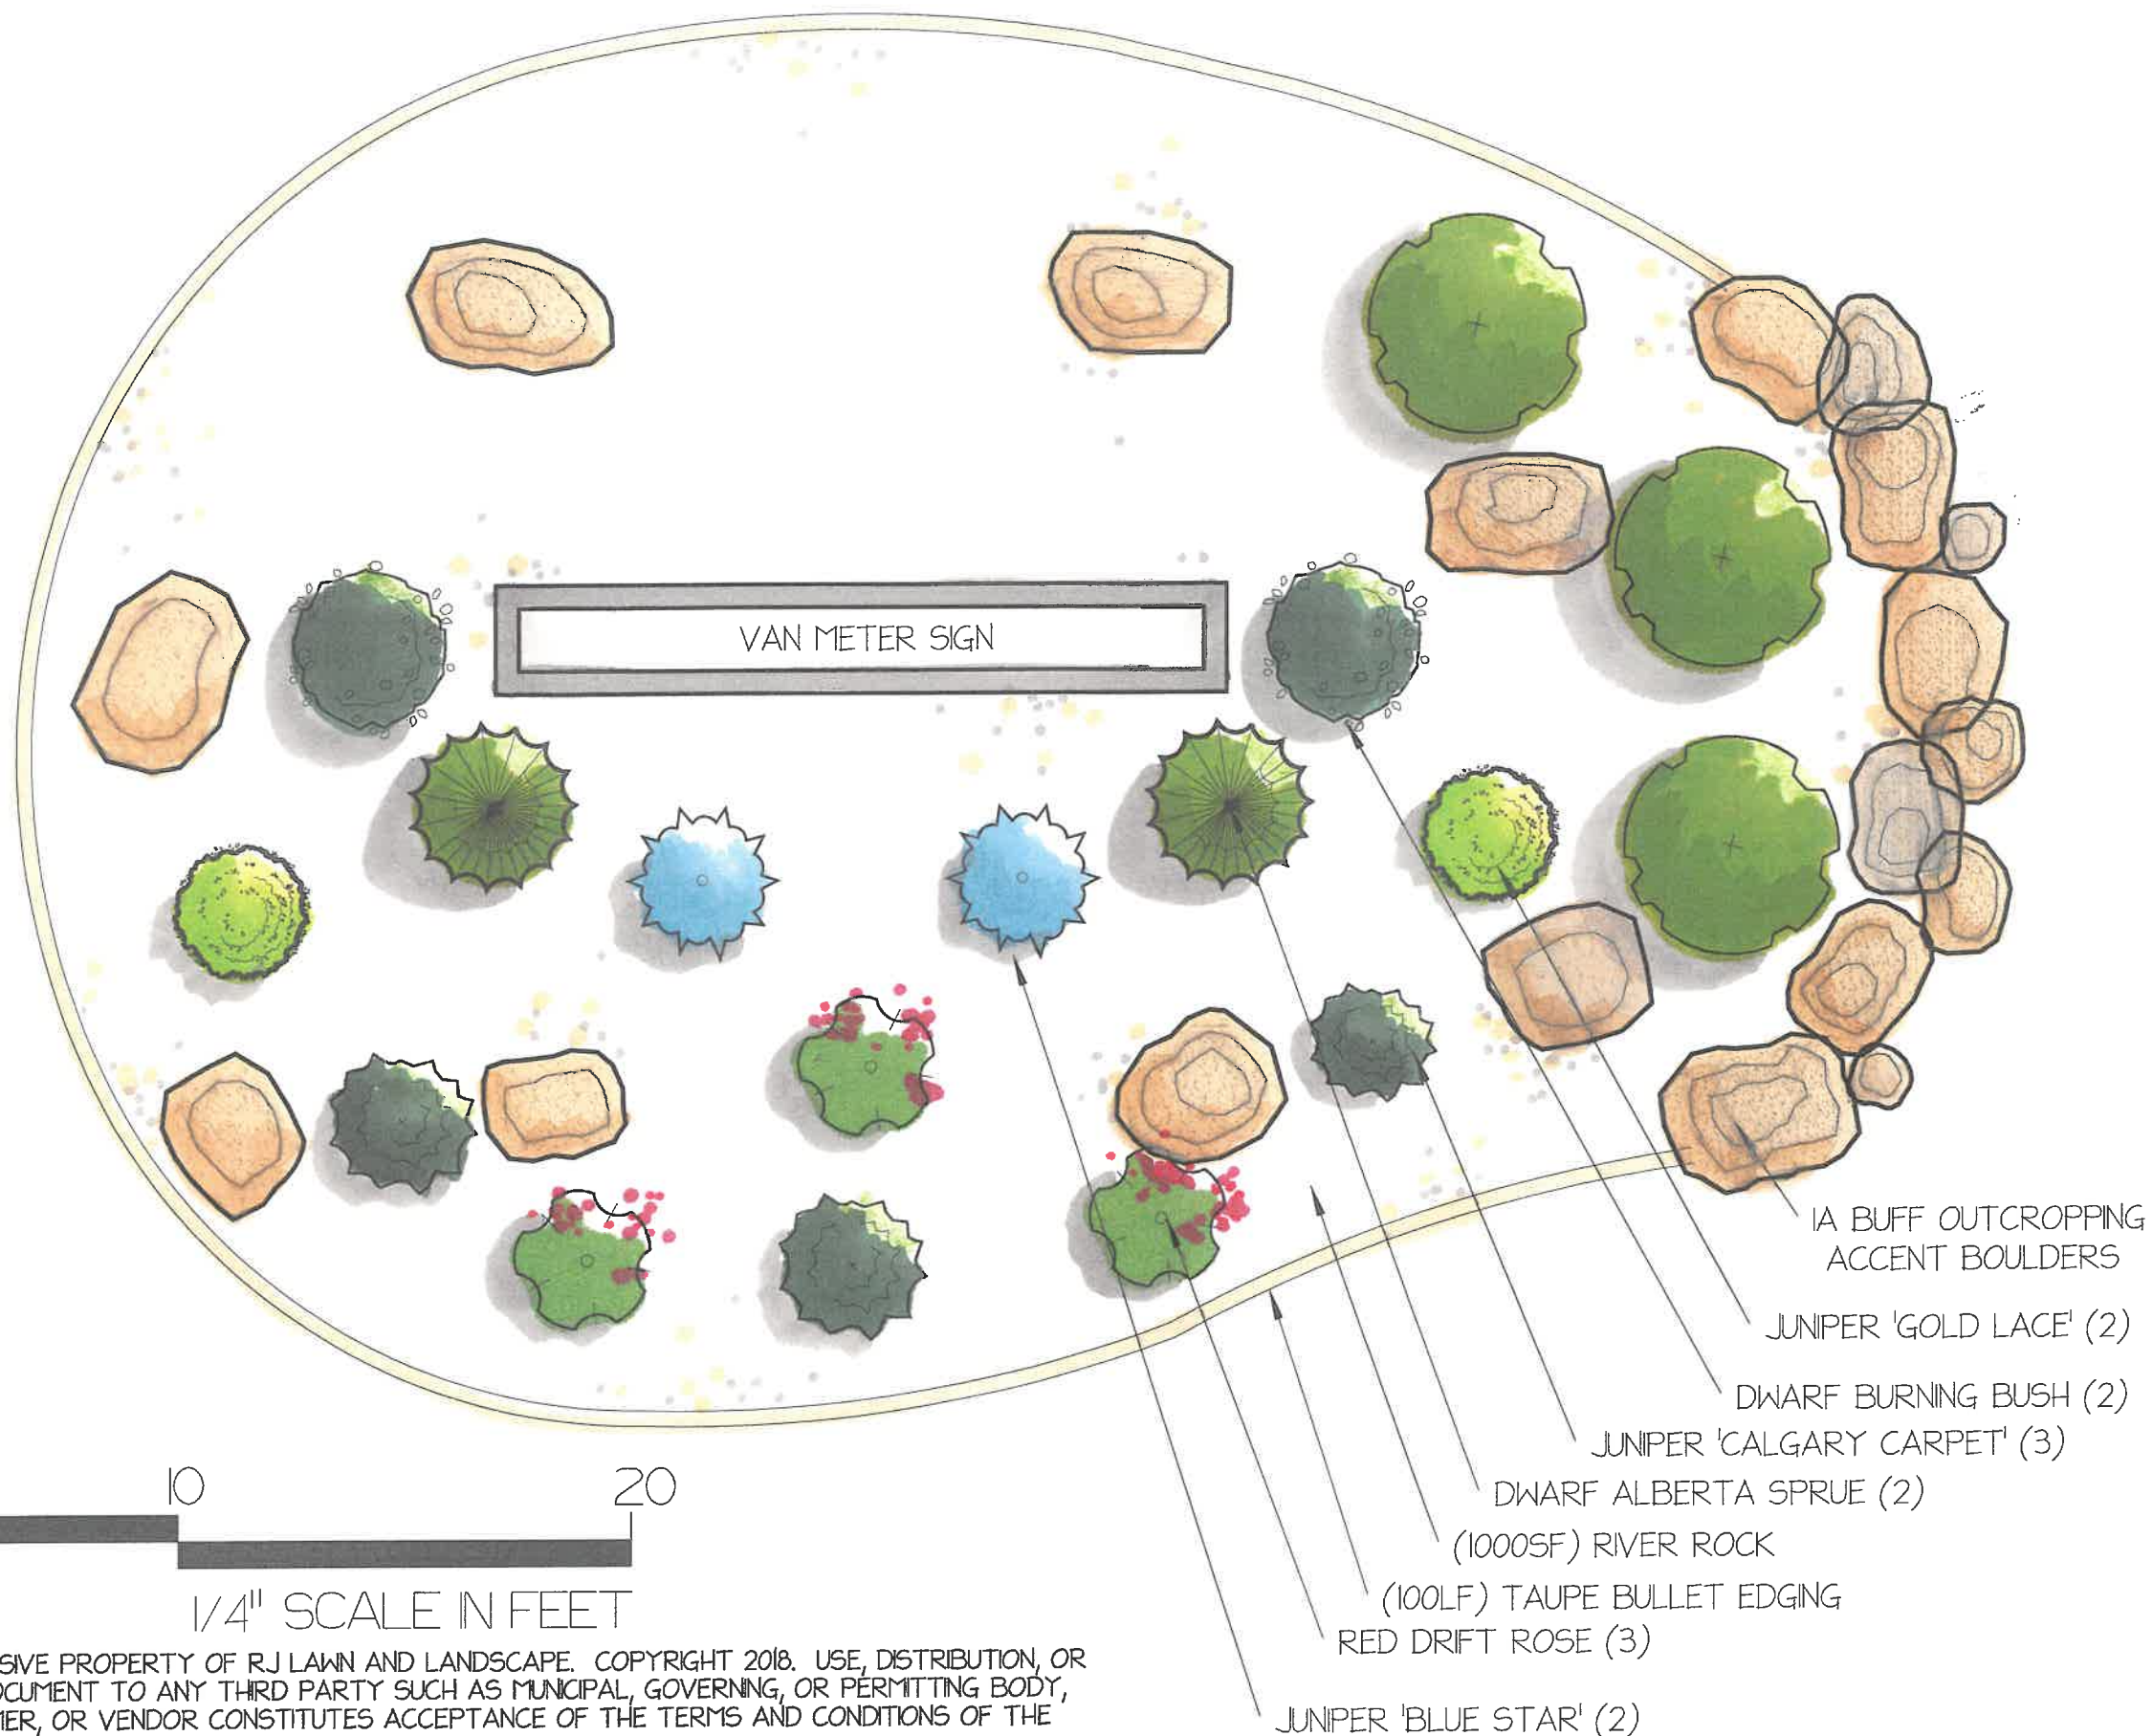 VAN METER SIGN
IA BUFF OUTCROPPING
ACCENT BOULDERS
JUNIPER 'GOLD LACE' (2)
DWARF BURNING BUSH (2)
JUNIPER 'CALGARY CARPET' (3)
DWARF ALBERTA SPRUE (2)
(1000SF) RIVER ROCK
(100LF) TAUPE BULLET EDGING
RED DRIFT ROSE (3)
JUNIPER 'BLUE STAR' (2)
10 20
1/4" SCALE IN FEET
SIVE PROPERTY OF RJ LAWN AND LANDSCAPE. COPYRIGHT 2018. USE, DISTRIBUTION, OR
OCUMENT TO ANY THIRD PARTY SUCH AS MUNICIPAL, GOVERNING, OR PERMITTING BODY,
MER, OR VENDOR CONSTITUTES ACCEPTANCE OF THE TERMS AND CONDITIONS OF THE